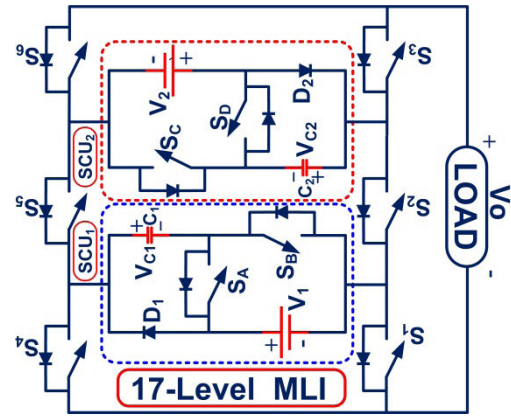 S6
S3
V2
D2
SC
SD
SCU2
C2
VC2
S5
S2
LOAD
Vo
SCU1
VC1
C1
SB
SA
D1
V1
S4
S1
17-Level MLI